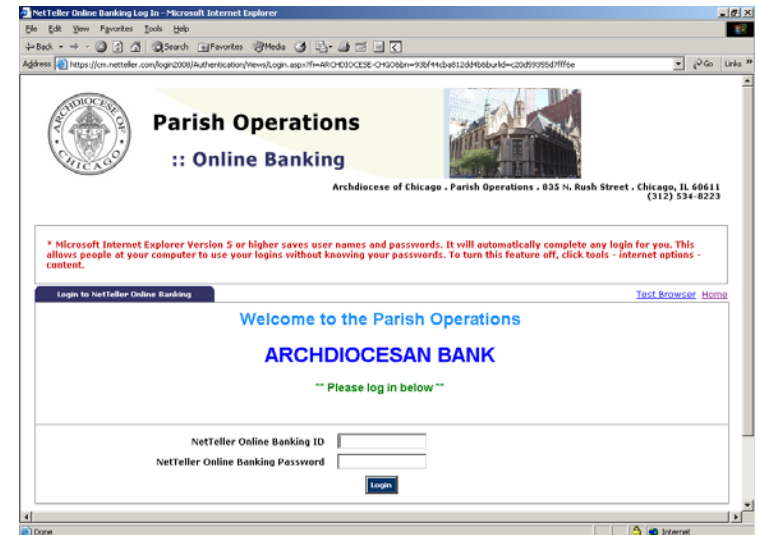 NetTeller Online Banking Log In - Microsoft Internet Explorer
File Edit View Favorites Tools Help
Back Search Favorites Media
Address https://cm.netteller.com/login2008/Authentication/Views/Login.aspx?fi= Go Links »
ARCHDIOCESE OF CHICAGO
Parish Operations
:: Online Banking
Archdiocese of Chicago . Parish Operations . 835 N. Rush Street . Chicago, IL 60611
(312) 534-8223
* Microsoft Internet Explorer Version 5 or higher saves user names and passwords. It will automatically complete any login for you. This
allows people at your computer to use your logins without knowing your passwords. To turn this feature off, click tools - internet options -
content.
Login to NetTeller Online Banking
Test Browser Home
Welcome to the Parish Operations
ARCHDIOCESAN BANK
~~ Please log in below ~~
NetTeller Online Banking ID
NetTeller Online Banking Password
Login
Done
Internet